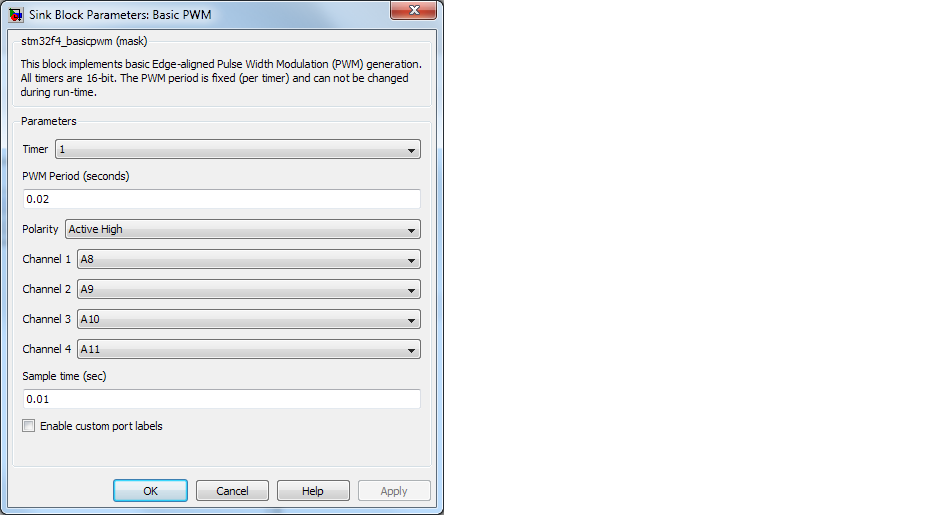 Sink Block Parameters: Basic PWM
stm32f4_basicpwm (mask)
This block implements basic Edge-aligned Pulse Width Modulation (PWM) generation.
All timers are 16-bit. The PWM period is fixed (per timer) and can not be changed
during run-time.
Parameters
Timer 1
PWM Period (seconds)
0.02
Polarity Active High
Channel 1 A8
Channel 2 A9
Channel 3 A10
Channel 4 A11
Sample time (sec)
0.01
Enable custom port labels
OK Cancel Help Apply